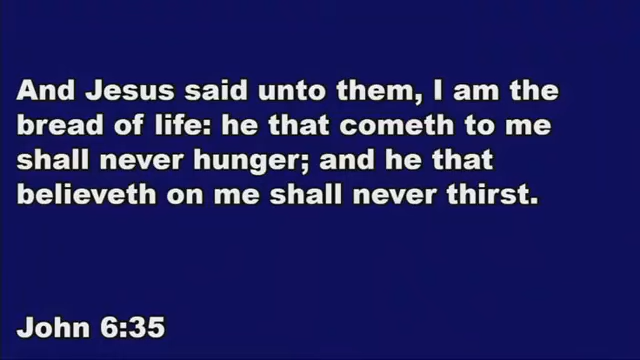 And Jesus said unto them, I am the
bread of life: he that cometh to me
shall never hunger; and he that
believeth on me shall never thirst.
John 6:35